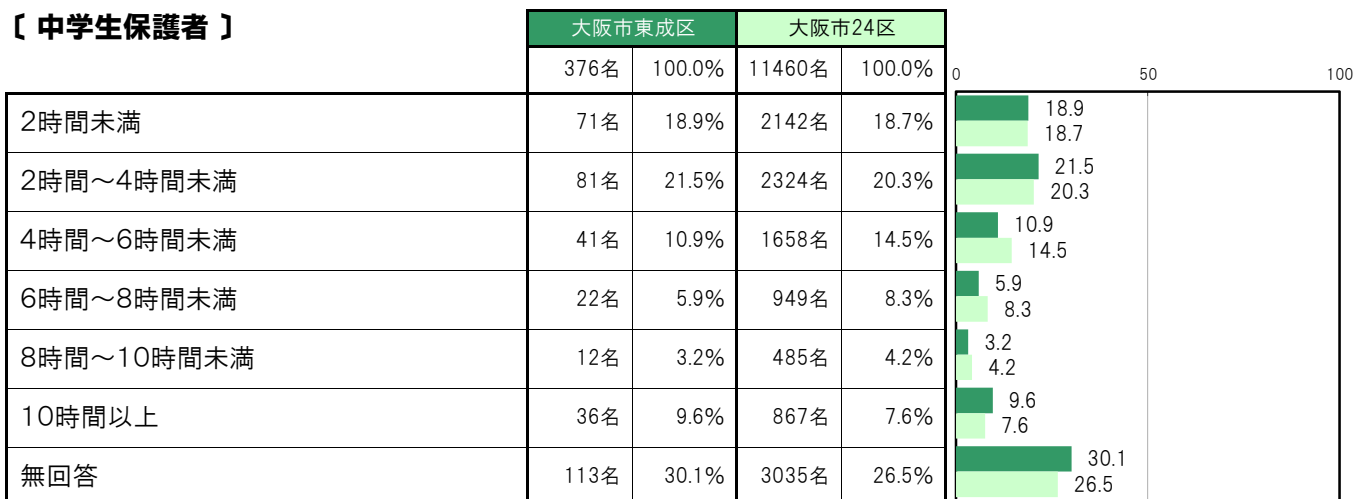 〔 中学生保護者 〕
大阪市東成区 大阪市24区
376名 100.0% 11460名 100.0%
0 50 100
2時間未満 71名 18.9% 2142名 18.7% 18.9
18.7
2時間～4時間未満 81名 21.5% 2324名 20.3% 21.5
20.3
4時間～6時間未満 41名 10.9% 1658名 14.5% 10.9
14.5
6時間～8時間未満 22名 5.9% 949名 8.3% 5.9
8.3
8時間～10時間未満 12名 3.2% 485名 4.2% 3.2
4.2
10時間以上 36名 9.6% 867名 7.6% 9.6
7.6
無回答 113名 30.1% 3035名 26.5% 30.1
26.5